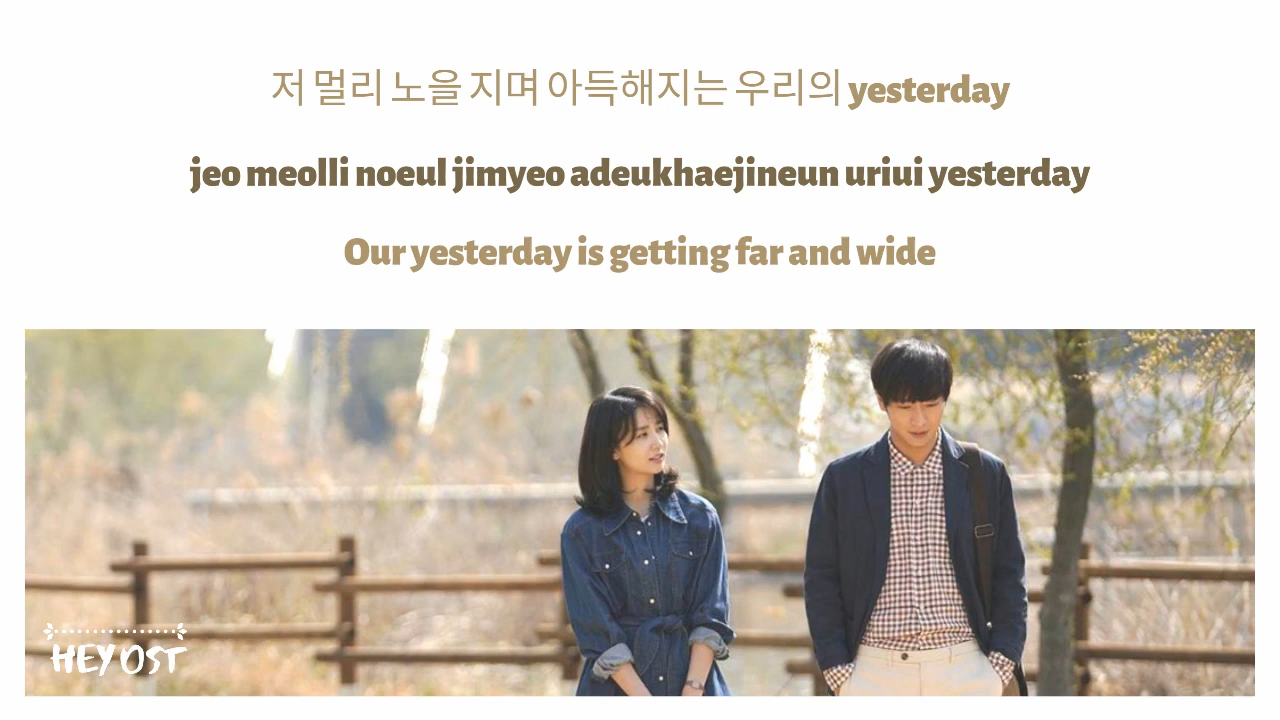 저 멀리 노을 지며 아득해지는 우리의 yesterday
jeo meolli noeul jimyeo adeukhaejineun uriui yesterday
Our yesterday is getting far and wide
HEY OST